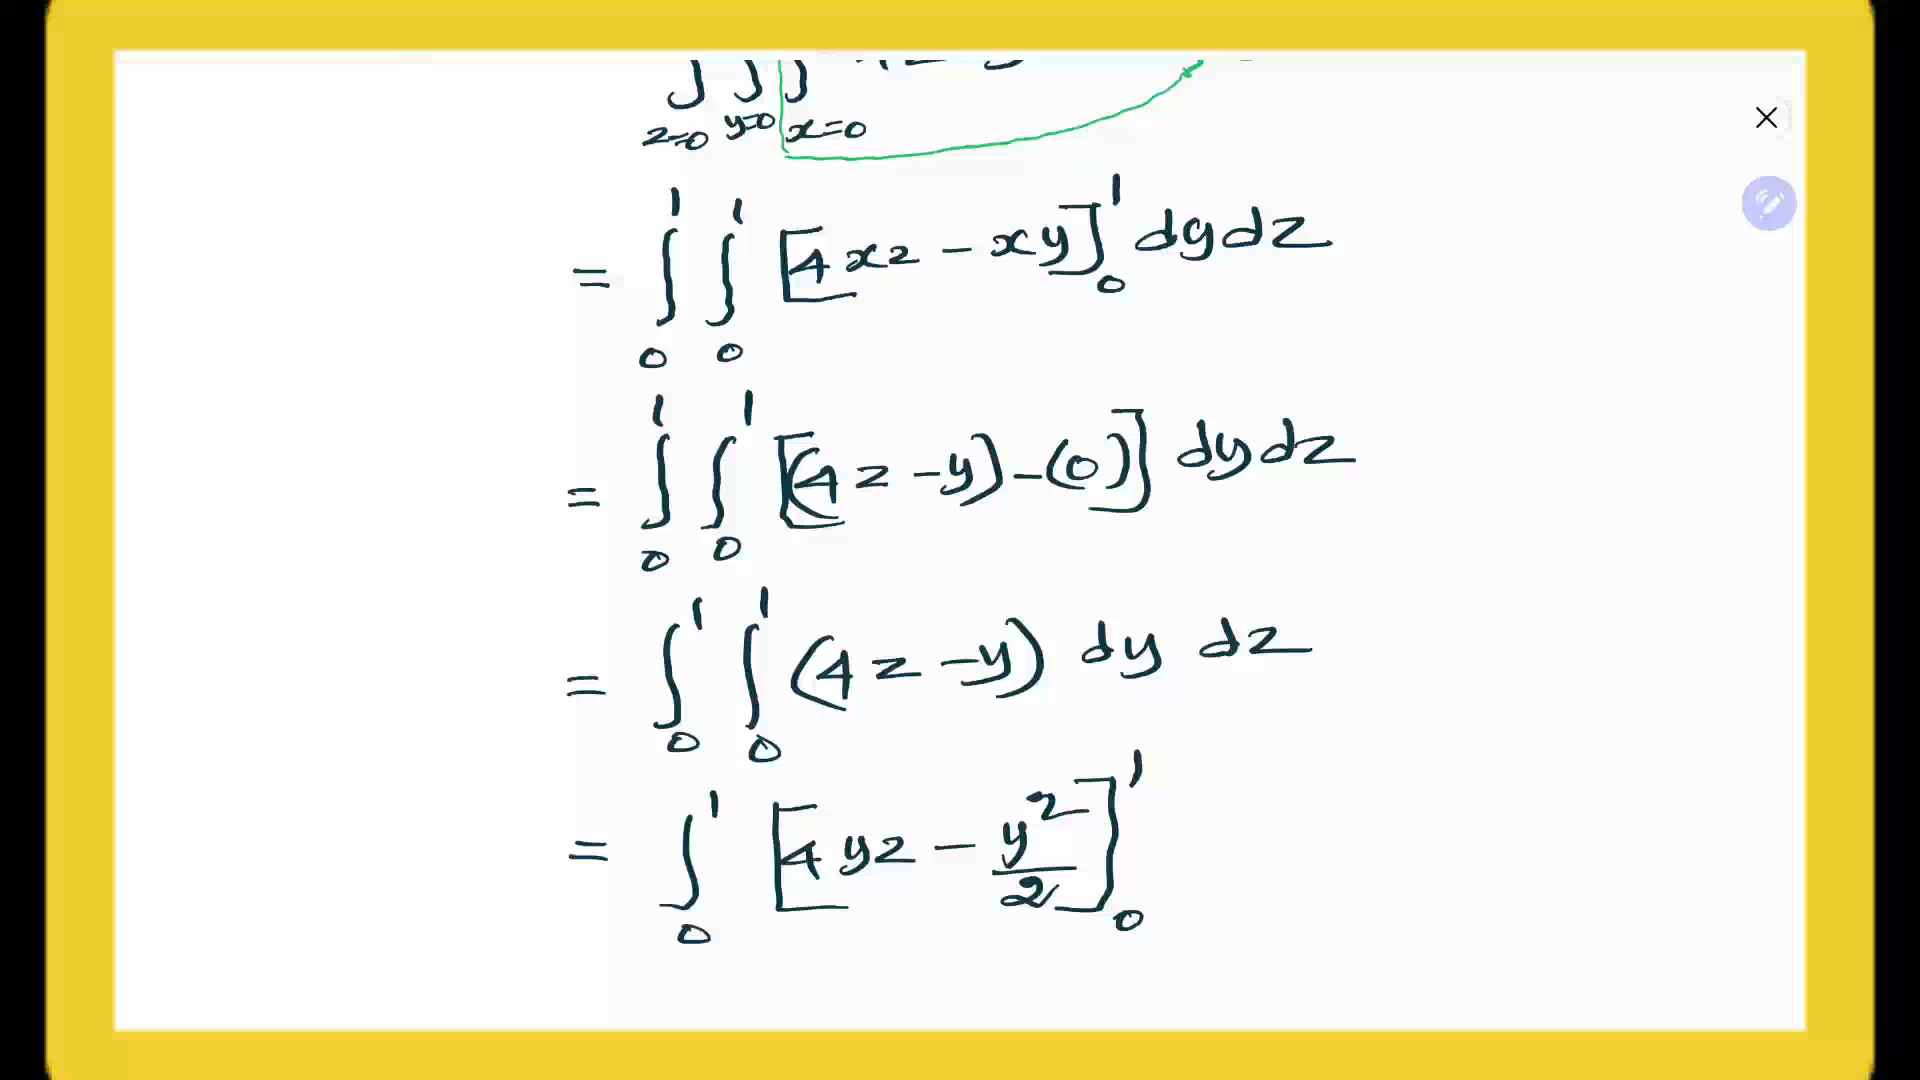 z=0 y=0 x=0
= ∫₀¹ ∫₀¹ [4xz - xy]₀¹ dydz
= ∫₀¹ ∫₀¹ [(4z - y) - (0)] dydz
= ∫₀¹ ∫₀¹ (4z - y) dy dz
= ∫₀¹ [4yz - y²/2]₀¹